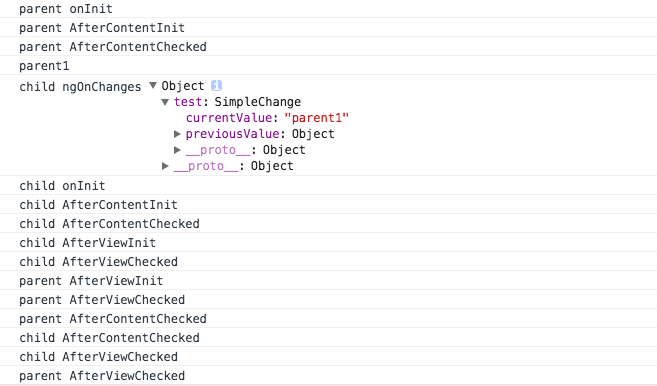 parent onInit
parent AfterContentInit
parent AfterContentChecked
parent1
child ngOnChanges ▼ Object i
▼ test: SimpleChange
currentValue: "parent1"
▶ previousValue: Object
▶ __proto__: Object
▶ __proto__: Object
child onInit
child AfterContentInit
child AfterContentChecked
child AfterViewInit
child AfterViewChecked
parent AfterViewInit
parent AfterViewChecked
parent AfterContentChecked
child AfterContentChecked
child AfterViewChecked
parent AfterViewChecked